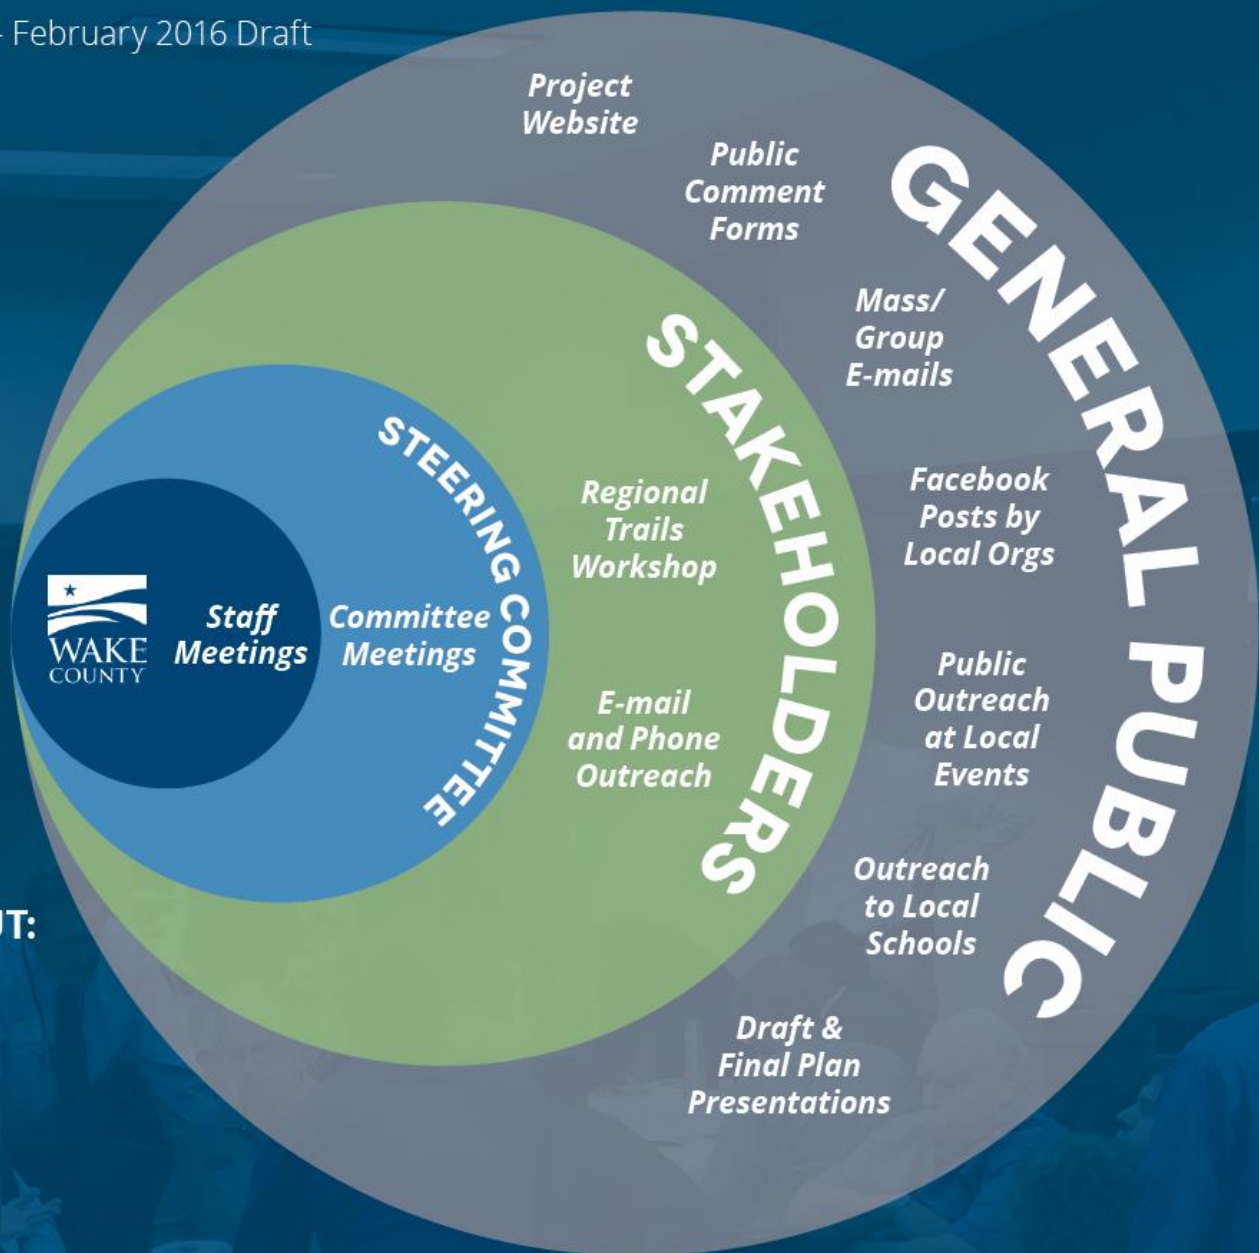 - February 2016 Draft
Project
Website
Public
Comment
Forms
GENERAL PUBLIC
Mass/
Group
E-mails
STAKEHOLDERS
Facebook
Posts by
Local Orgs
Regional
Trails
Workshop
STEERING COMMITTEE
WAKE
COUNTY
Staff
Meetings
Committee
Meetings
E-mail
and Phone
Outreach
Public
Outreach
at Local
Events
Outreach
to Local
Schools
UT:
Draft &
Final Plan
Presentations